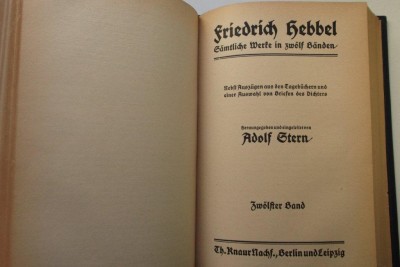 Friedrich Hebbel
Sämtliche Werke in zwölf Bänden
Nebst Auszügen aus den Tagebüchern und
einer Auswahl von Briefen des Dichters
herausgegeben und eingeleitet von
Adolf Stern
Zwölfter Band
Th. Knaur Nachf., Berlin und Leipzig